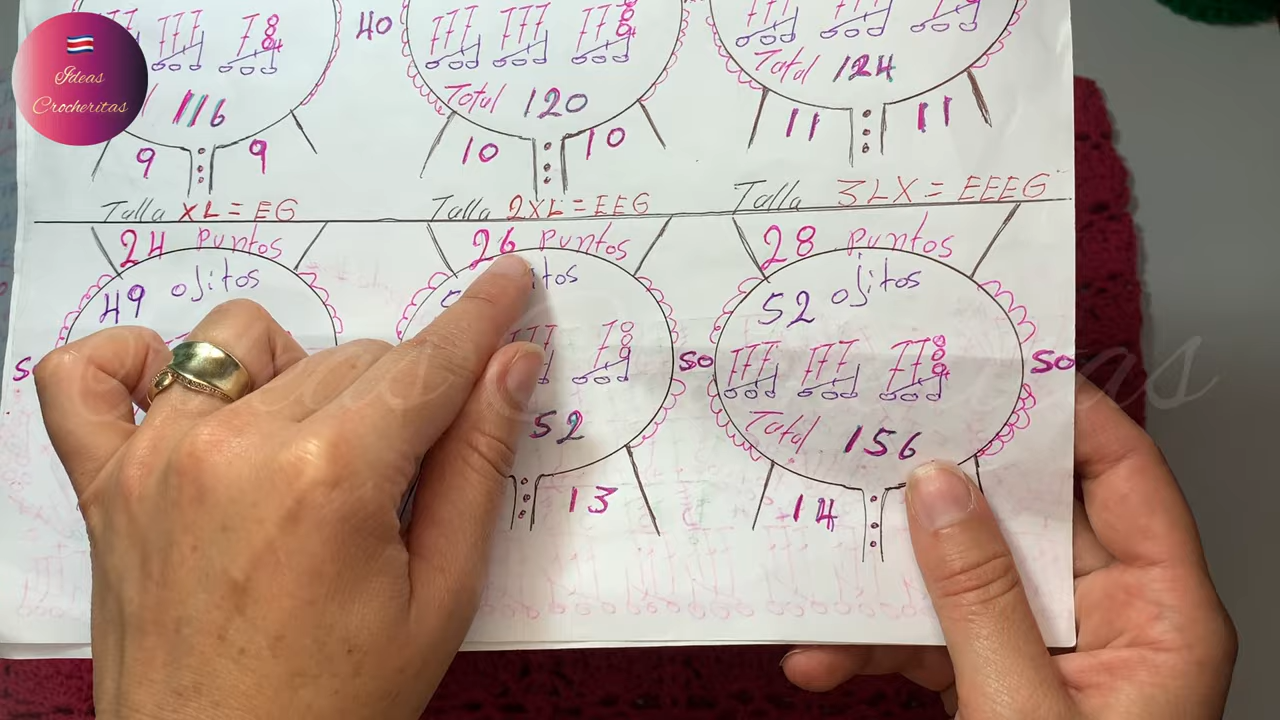 Ideas
Crocheritas
40
116
Total 120
Total 124
9 9
10 10
11 11
Talla XL = EG
Talla 2XL = EEG
Talla 3LX = EEEG
24 puntos
26 puntos
28 puntos
49 ojitos
52 ojitos
50
50
52
Total 156
13
14